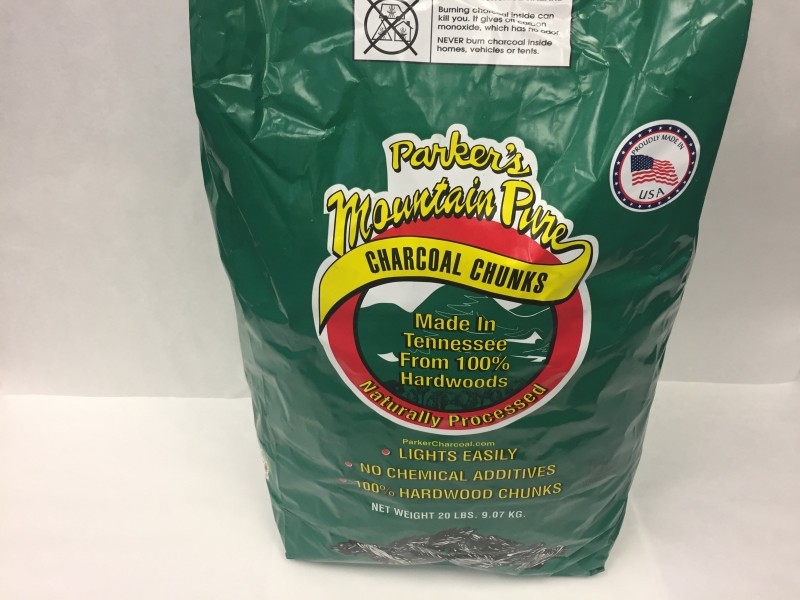 Burning charcoal inside can
kill you. It gives off carbon
monoxide, which has no odor.
NEVER burn charcoal inside
homes, vehicles or tents.
PROUDLY MADE IN
USA
Parker's
Mountain Pure
CHARCOAL CHUNKS
Made In
Tennessee
From 100%
Hardwoods
Naturally Processed
ParkerCharcoal.com
• LIGHTS EASILY
• NO CHEMICAL ADDITIVES
• 100% HARDWOOD CHUNKS
NET WEIGHT 20 LBS. 9.07 KG.